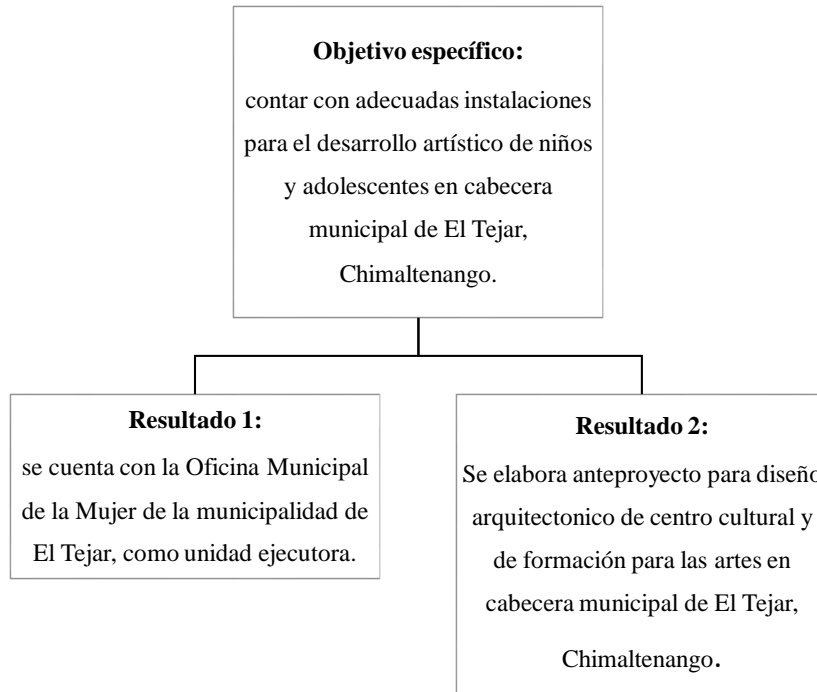 Objetivo específico:
contar con adecuadas instalaciones
para el desarrollo artístico de niños
y adolescentes en cabecera
municipal de El Tejar,
Chimaltenango.
Resultado 1:
se cuenta con la Oficina Municipal
de la Mujer de la municipalidad de
El Tejar, como unidad ejecutora.
Resultado 2:
Se elabora anteproyecto para diseño
arquitectonico de centro cultural y
de formación para las artes en
cabecera municipal de El Tejar,
Chimaltenango.